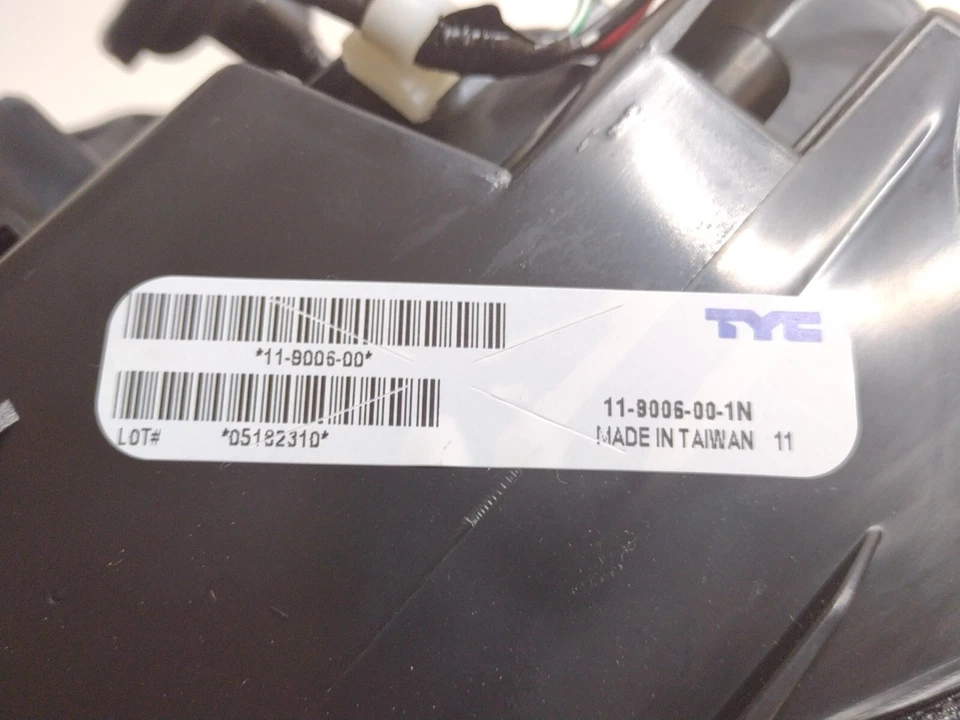 *11-9006-00*
TYC
LOT# *05182310*
11-9006-00-1N
MADE IN TAIWAN 11